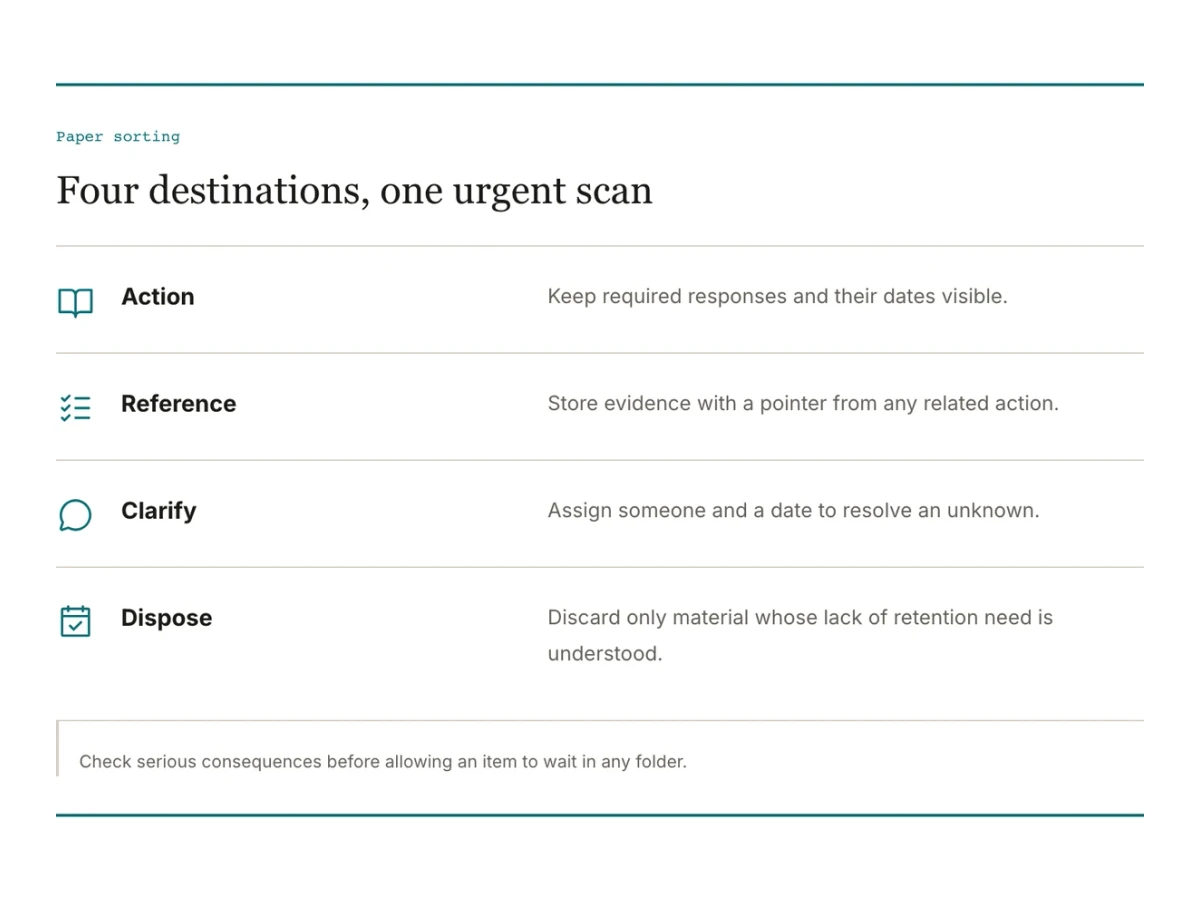 Paper sorting
Four destinations, one urgent scan
Action
Keep required responses and their dates visible.
Reference
Store evidence with a pointer from any related action.
Clarify
Assign someone and a date to resolve an unknown.
Dispose
Discard only material whose lack of retention need is
understood.
Check serious consequences before allowing an item to wait in any folder.